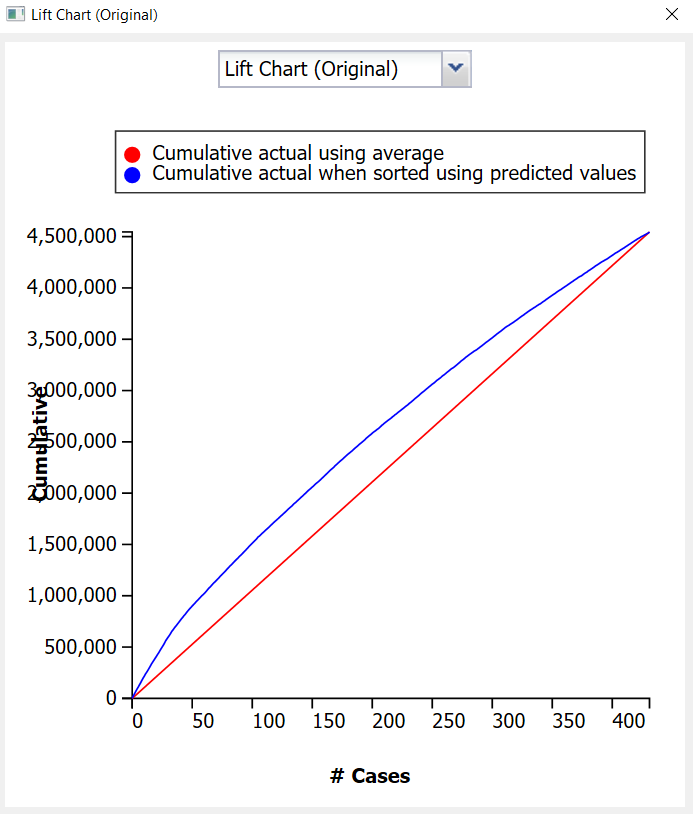 Lift Chart (Original)
Lift Chart (Original)
Cumulative actual using average
Cumulative actual when sorted using predicted values
4,500,000
4,000,000
3,500,000
3,000,000
2,500,000
2,000,000
1,500,000
1,000,000
500,000
0
Cumulative
0 50 100 150 200 250 300 350 400
# Cases